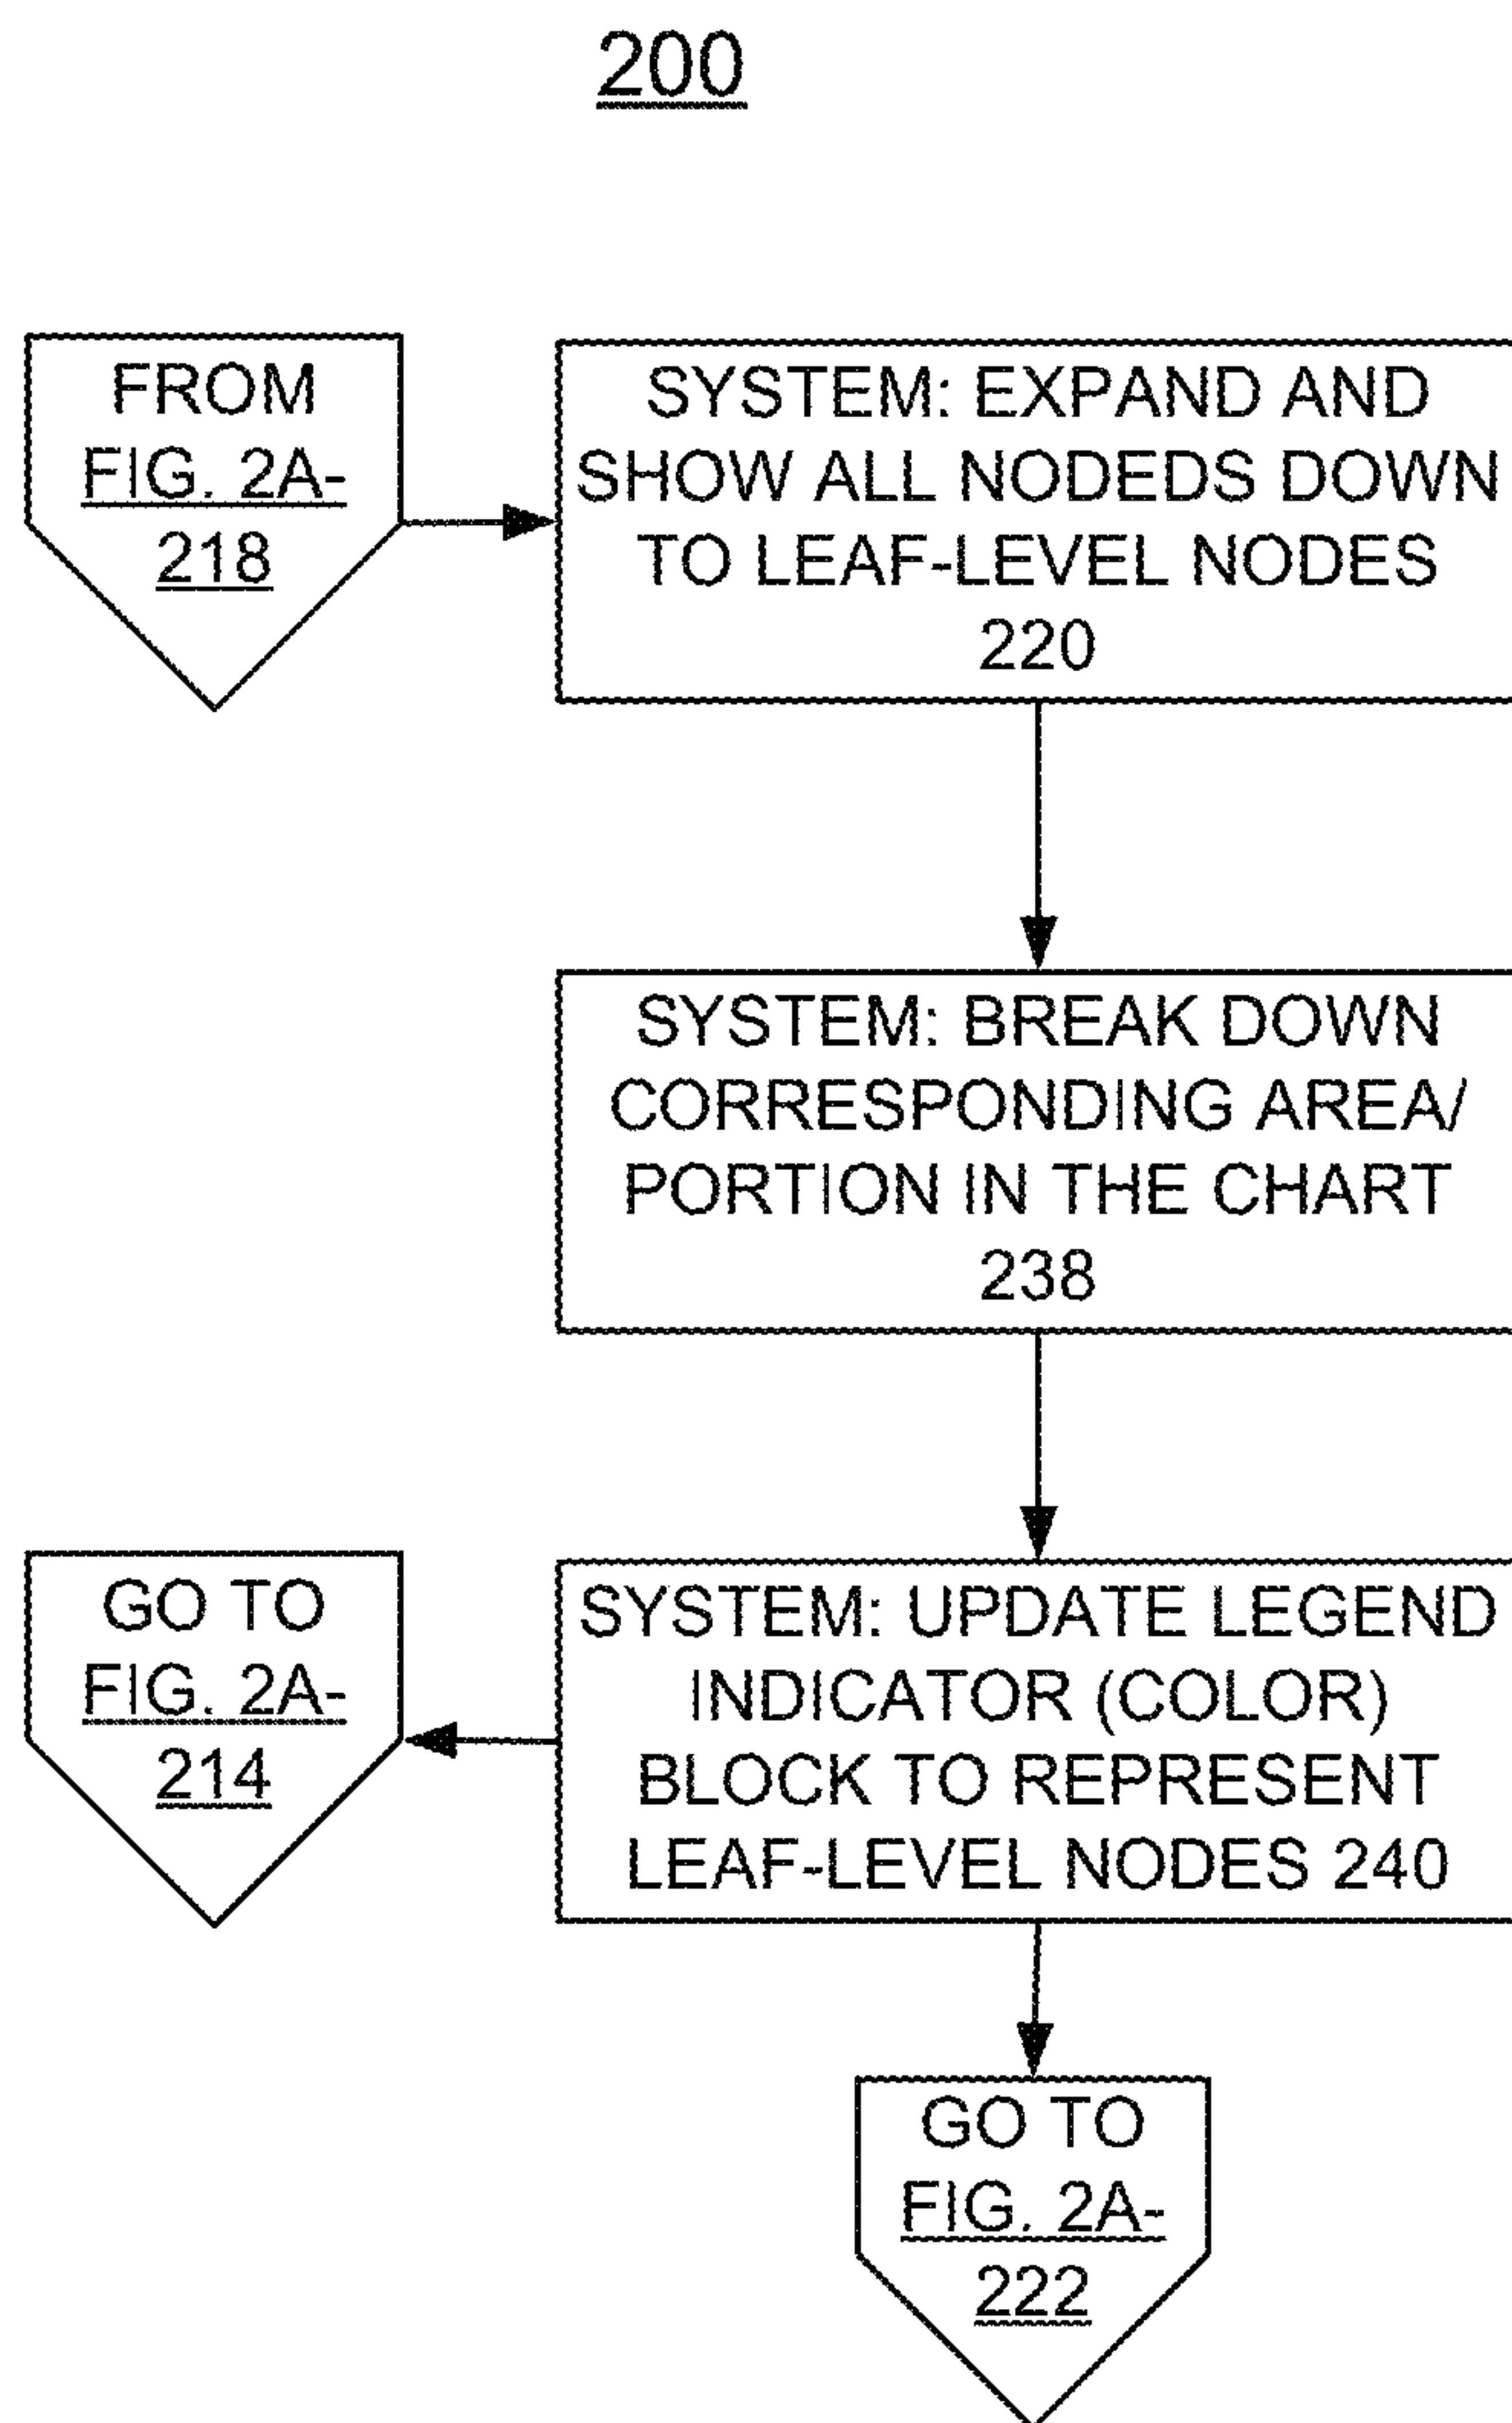 200
FROM
FIG. 2A-
218
SYSTEM: EXPAND AND
SHOW ALL NODEDS DOWN
TO LEAF-LEVEL NODES
220
SYSTEM: BREAK DOWN
CORRESPONDING AREA/
PORTION IN THE CHART
238
GO TO
FIG. 2A-
214
SYSTEM: UPDATE LEGEND
INDICATOR (COLOR)
BLOCK TO REPRESENT
LEAF-LEVEL NODES 240
GO TO
FIG. 2A-
222